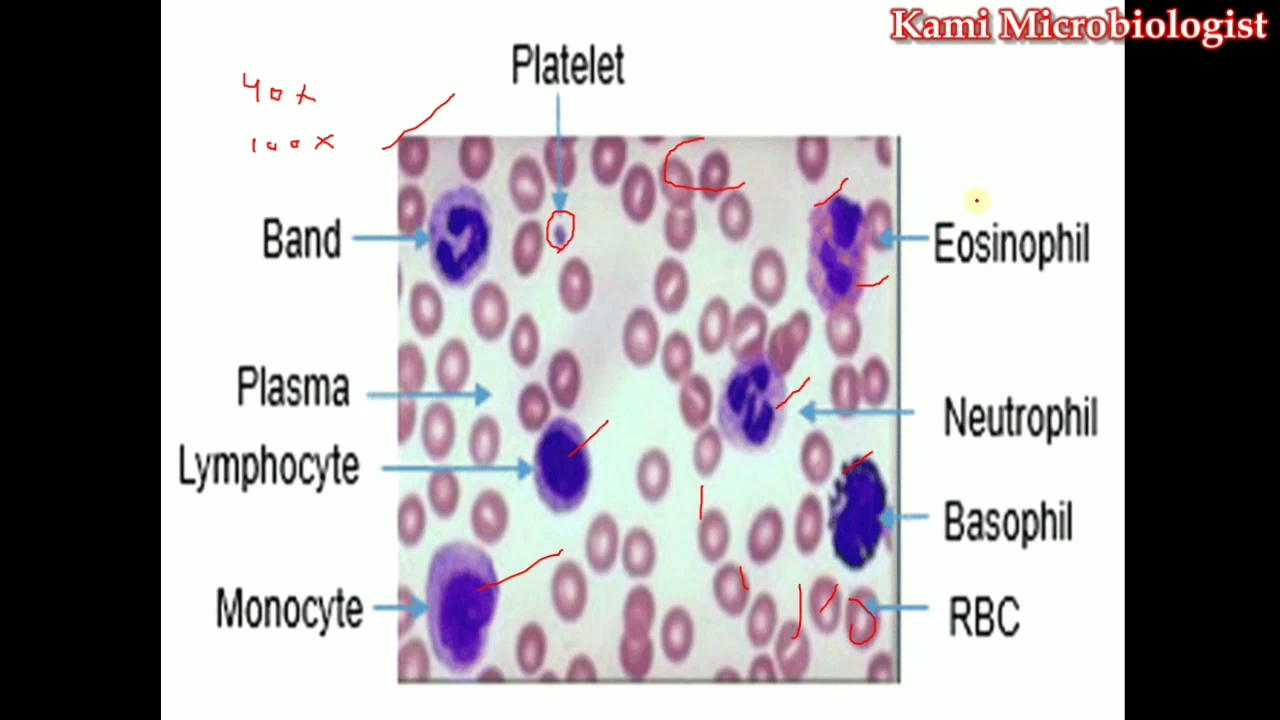 Kami Microbiologist
Platelet
40x
100x
Band
Eosinophil
Plasma
Neutrophil
Lymphocyte
Basophil
Monocyte
RBC